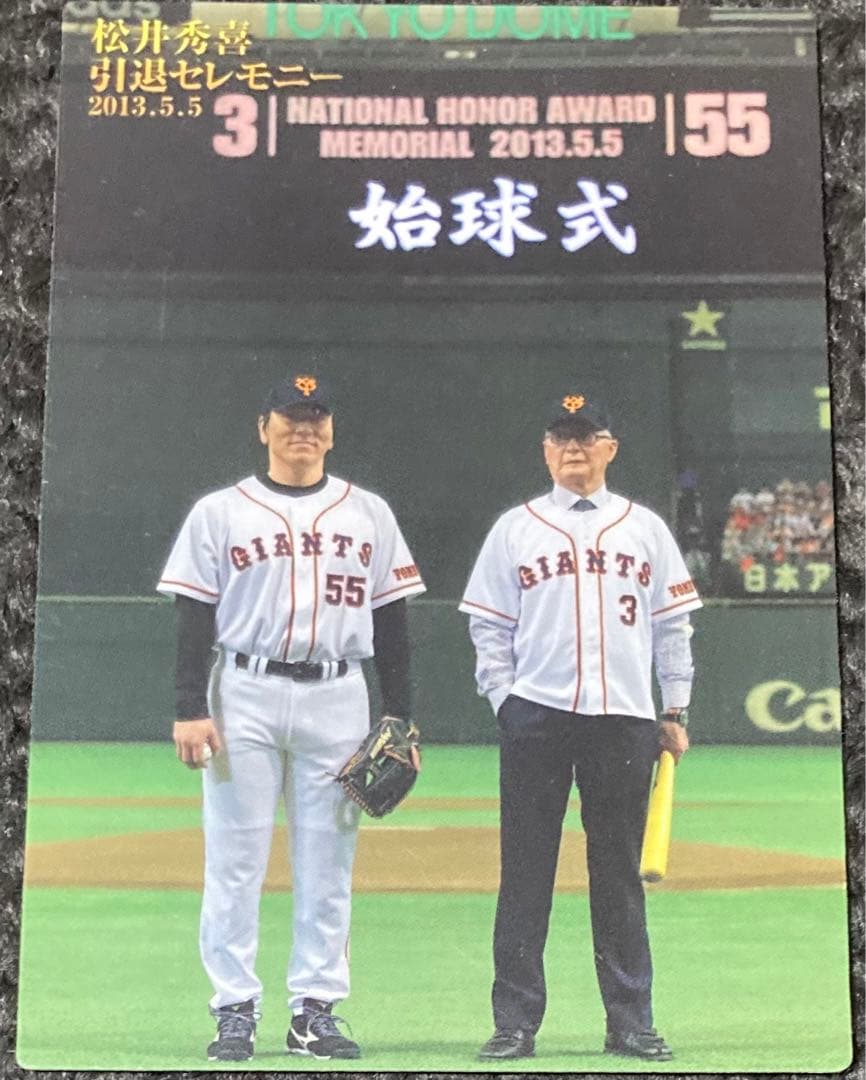 TOKYO DOME
松井秀喜
引退セレモニー
2013.5.5
3 | NATIONAL HONOR AWARD | 55
MEMORIAL 2013.5.5
始球式
GIANTS
55
GIANTS
3
日本ア
Ca